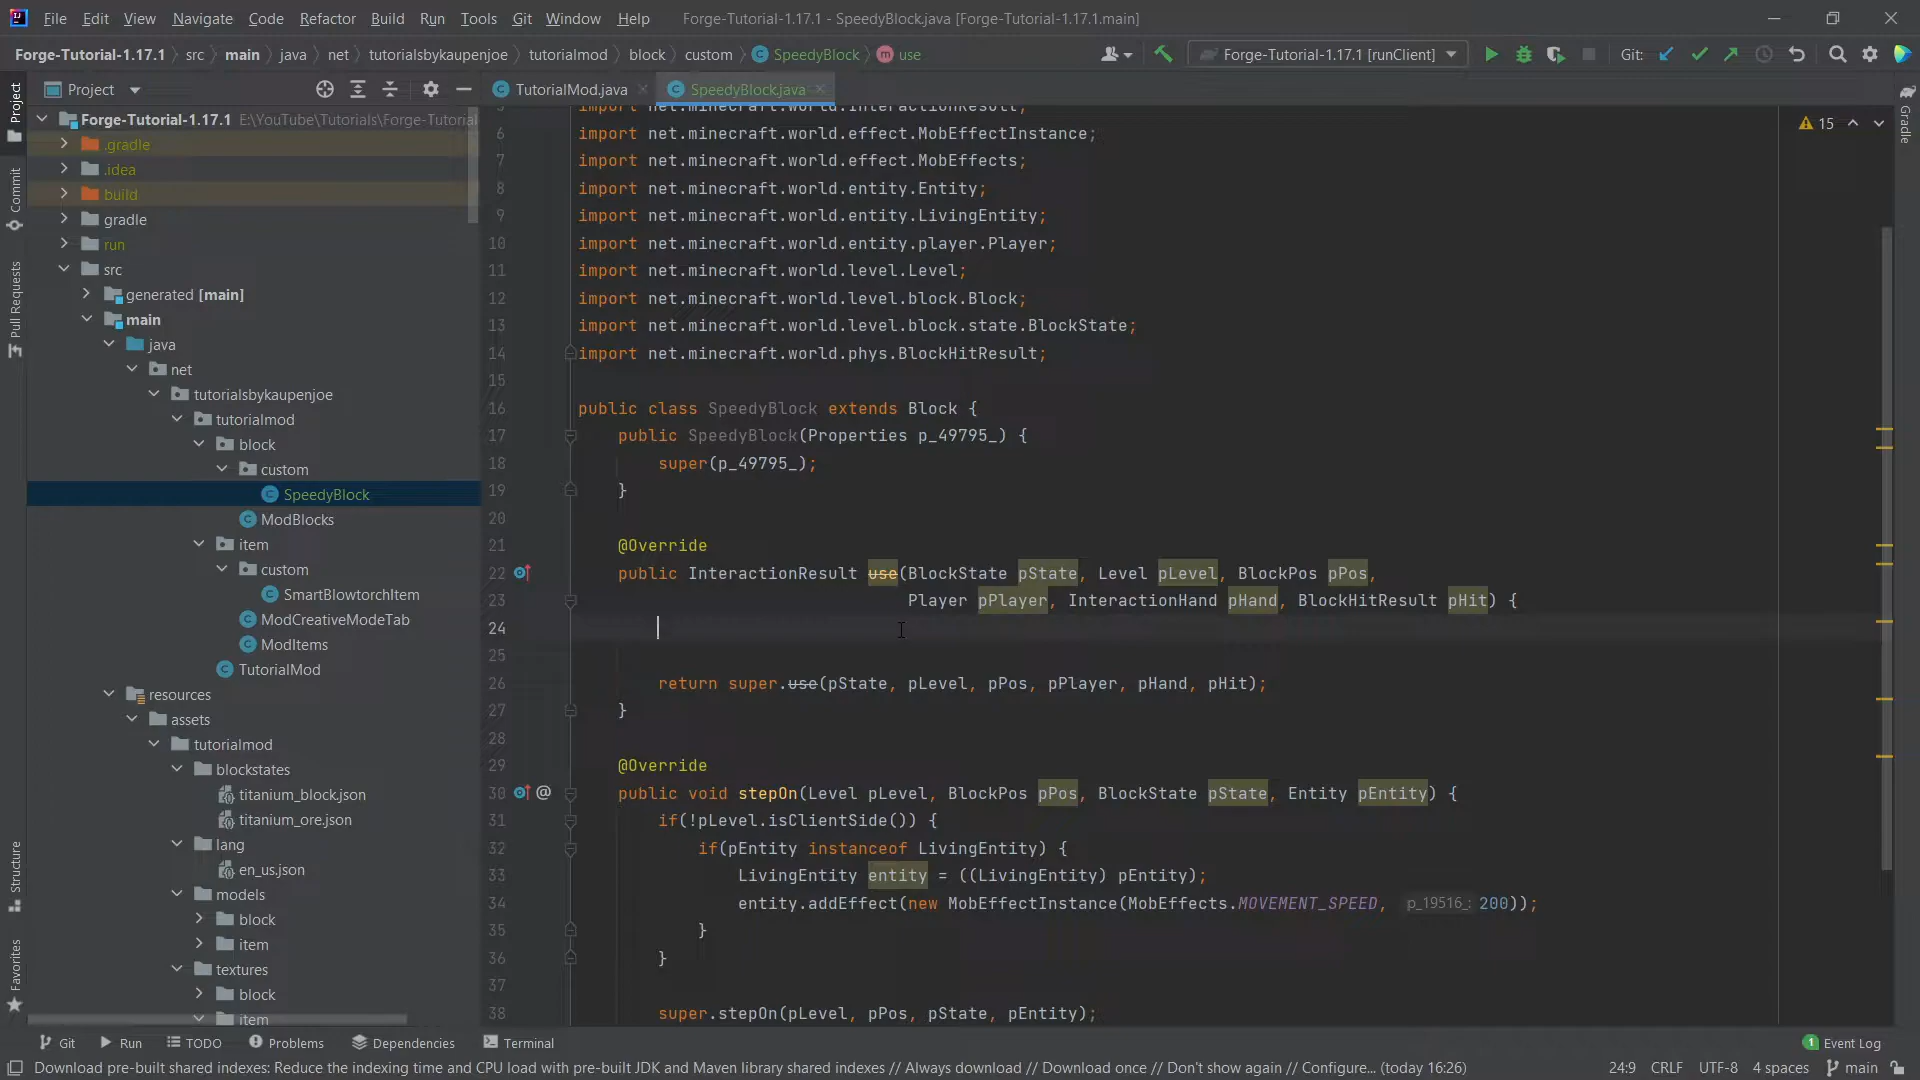 File Edit View Navigate Code Refactor Build Run Tools Git Window Help Forge-Tutorial-1.17.1 - SpeedyBlock.java [Forge-Tutorial-1.17.1.main]
Forge-Tutorial-1.17.1 src main java net tutorialsbykaupenjoe tutorialmod block custom SpeedyBlock use Forge-Tutorial-1.17.1 [runClient] Git:
Project
TutorialMod.java SpeedyBlock.java
Project
Commit
Pull Requests
Structure
Favorites
Gradle
Forge-Tutorial-1.17.1 E:\YouTube\Tutorials\Forge-Tutorial
.gradle
.idea
build
gradle
run
src
generated [main]
main
java
net
tutorialsbykaupenjoe
tutorialmod
block
custom
SpeedyBlock
ModBlocks
item
custom
SmartBlowtorchItem
ModCreativeModeTab
ModItems
TutorialMod
resources
assets
tutorialmod
blockstates
titanium_block.json
titanium_ore.json
lang
en_us.json
models
block
item
textures
block
item
15
5 import net.minecraft.world.InteractionResult;
6 import net.minecraft.world.effect.MobEffectInstance;
7 import net.minecraft.world.effect.MobEffects;
8 import net.minecraft.world.entity.Entity;
9 import net.minecraft.world.entity.LivingEntity;
10 import net.minecraft.world.entity.player.Player;
11 import net.minecraft.world.level.Level;
12 import net.minecraft.world.level.block.Block;
13 import net.minecraft.world.level.block.state.BlockState;
14 import net.minecraft.world.phys.BlockHitResult;
15
16 public class SpeedyBlock extends Block {
17 public SpeedyBlock(Properties p_49795_) {
18 super(p_49795_);
19 }
20
21 @Override
22 public InteractionResult use(BlockState pState, Level pLevel, BlockPos pPos,
23 Player pPlayer, InteractionHand pHand, BlockHitResult pHit) {
24
25
26 return super.use(pState, pLevel, pPos, pPlayer, pHand, pHit);
27 }
28
29 @Override
30 @ public void stepOn(Level pLevel, BlockPos pPos, BlockState pState, Entity pEntity) {
31 if(!pLevel.isClientSide()) {
32 if(pEntity instanceof LivingEntity) {
33 LivingEntity entity = ((LivingEntity) pEntity);
34 entity.addEffect(new MobEffectInstance(MobEffects.MOVEMENT_SPEED, p_19516_: 200));
35 }
36 }
37
38 super.stepOn(pLevel, pPos, pState, pEntity);
Git Run TODO Problems Dependencies Terminal 1 Event Log
Download pre-built shared indexes: Reduce the indexing time and CPU load with pre-built JDK and Maven library shared indexes // Always download // Download once // Don't show again // Configure... (today 16:26) 24:9 CRLF UTF-8 4 spaces main